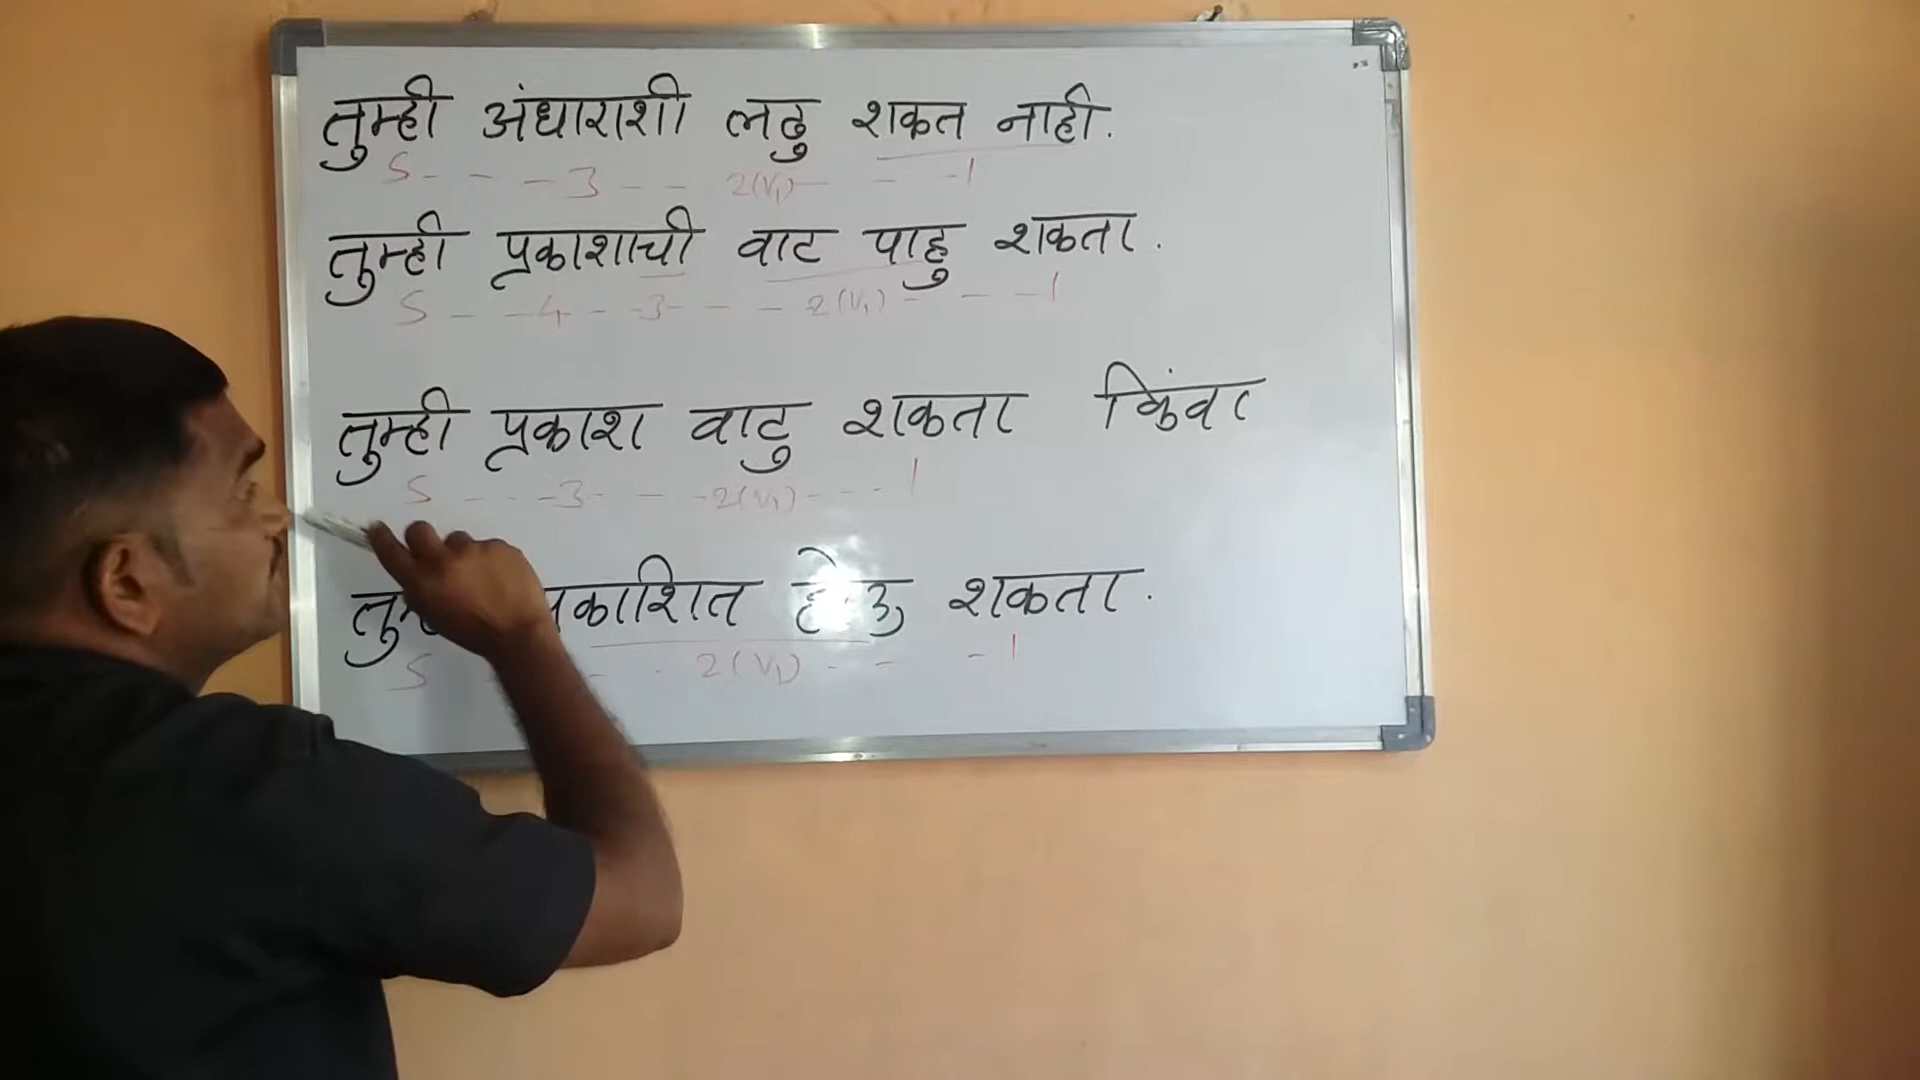 तुम्ही अंधाराशी लढु शकत नाही.
S - - - 3 - - 2(V₁) - - - 1
तुम्ही प्रकाशाची वाट पाहु शकता.
S - - 4 - - 3 - - - - 2(V₁) - - - 1
तुम्ही प्रकाश वाटु शकता किंवा
S - - - 3 - - - 2(V₁) - - - 1
होऊ शकता.
S - - 2(V₁) - - - 1